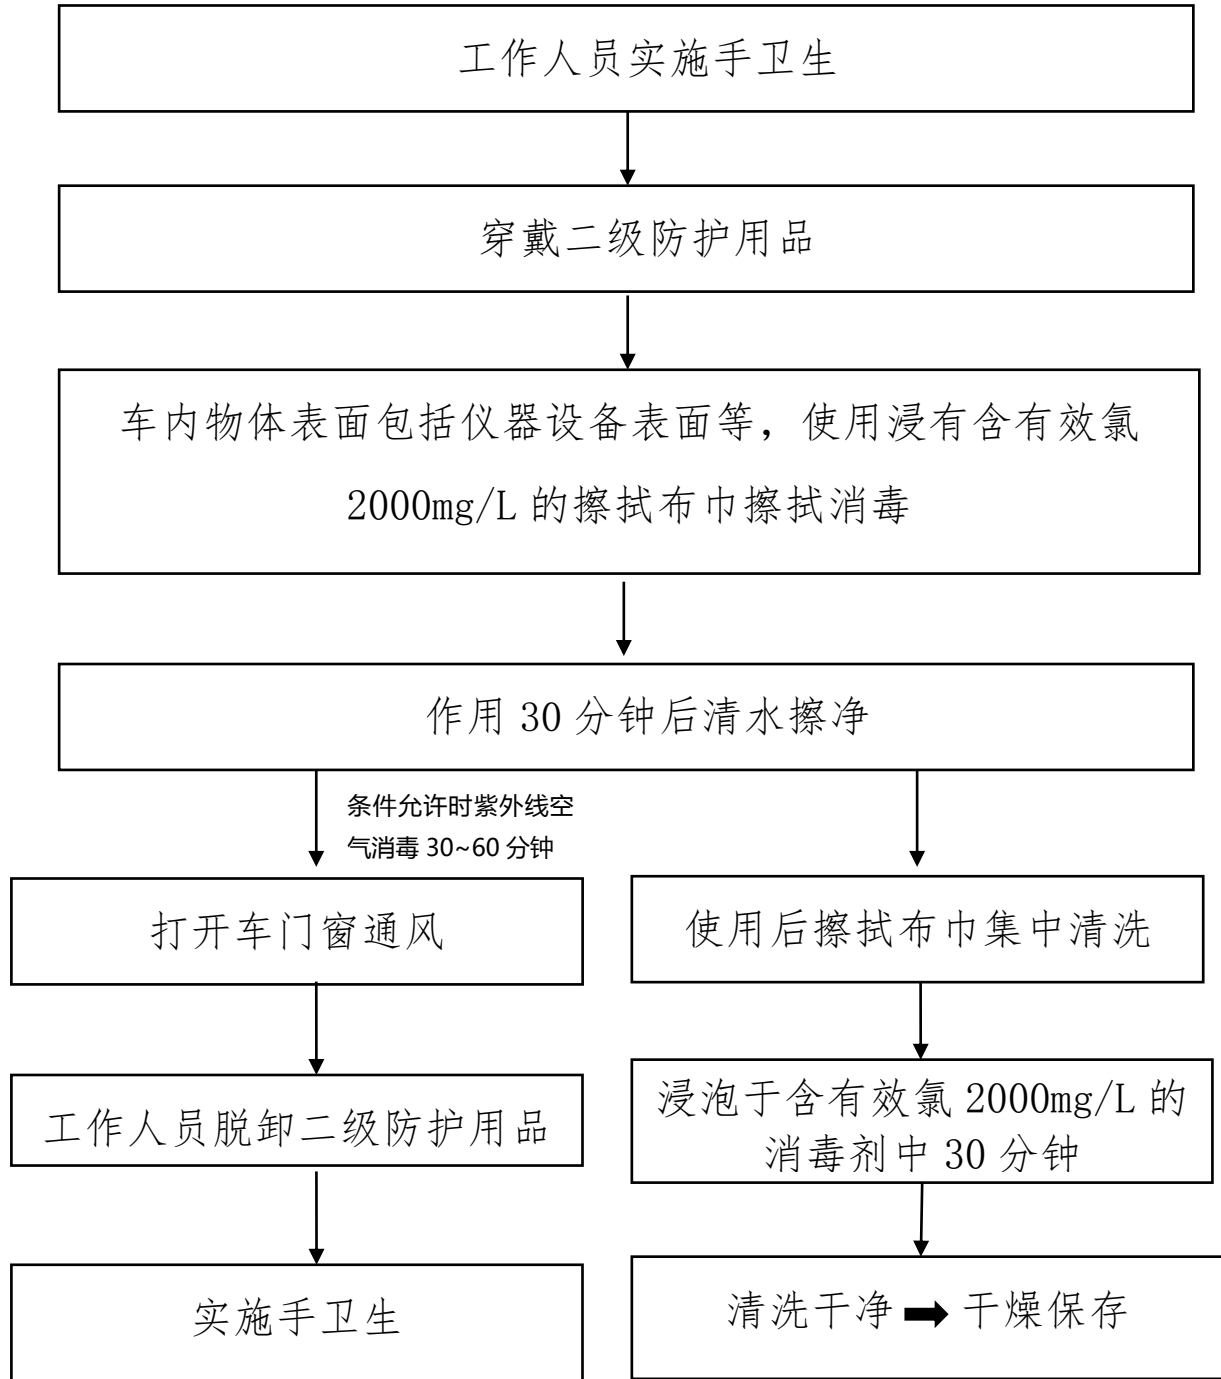 工作人员实施手卫生
穿戴二级防护用品
车内物体表面包括仪器设备表面等，使用浸有含有效氯
2000mg/L 的擦拭布巾擦拭消毒
作用 30 分钟后清水擦净
条件允许时紫外线空
气消毒 30~60 分钟
打开车门窗通风
工作人员脱卸二级防护用品
实施手卫生
使用后擦拭布巾集中清洗
浸泡于含有效氯 2000mg/L 的
消毒剂中 30 分钟
清洗干净 ➡ 干燥保存